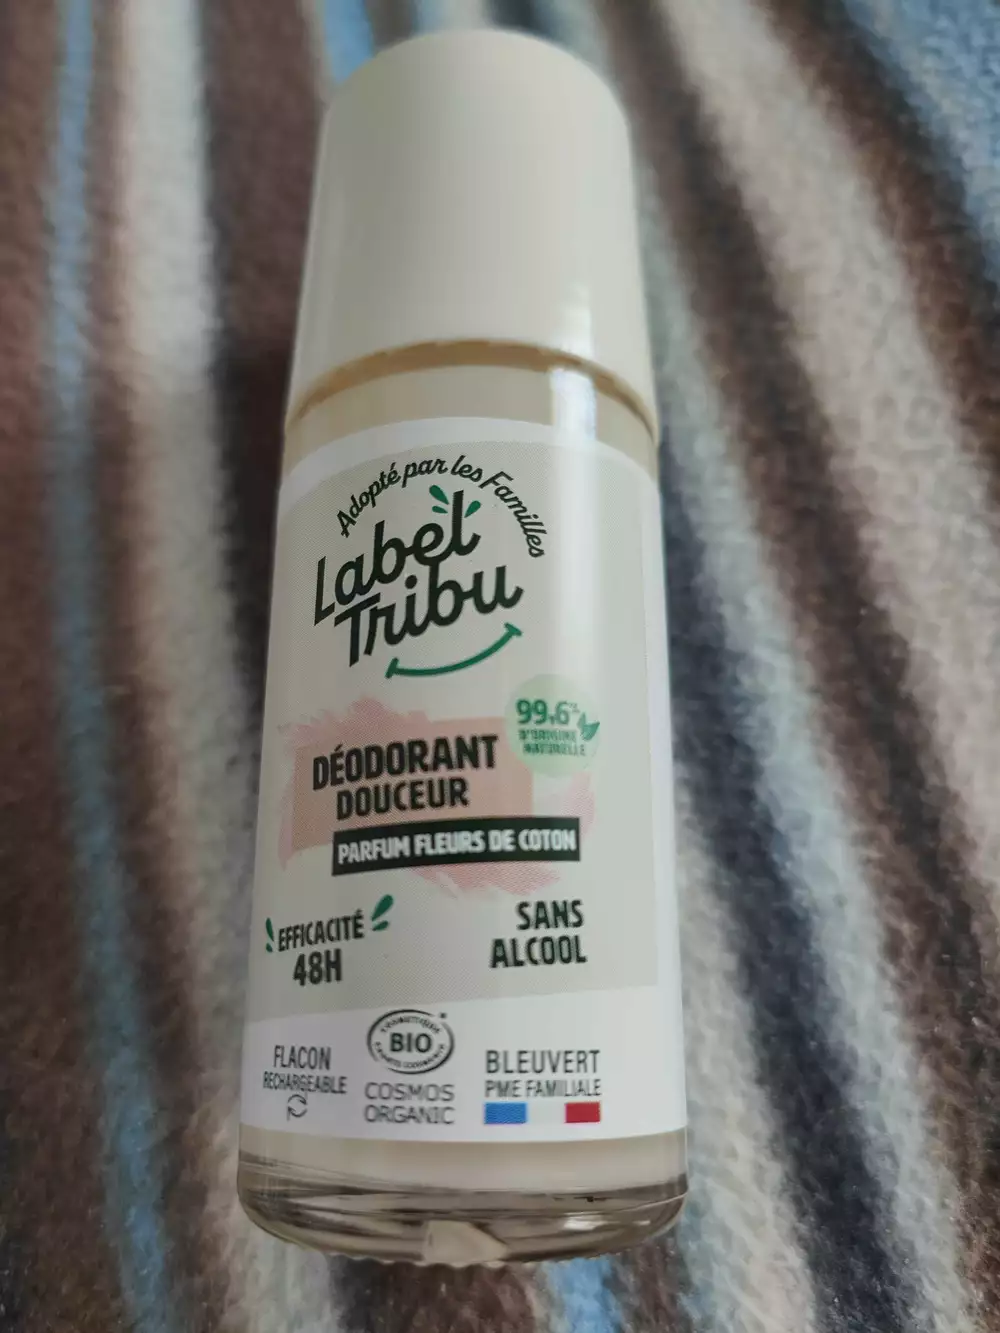 Adopté par les Familles
Label
Tribu
99,6%
D'ORIGINE
NATURELLE
DÉODORANT
DOUCEUR
PARFUM FLEURS DE COTON
EFFICACITÉ
48H
SANS
ALCOOL
FLACON
RECHARGEABLE
BIO
COSMOS
ORGANIC
BLEUVERT
PME FAMILIALE